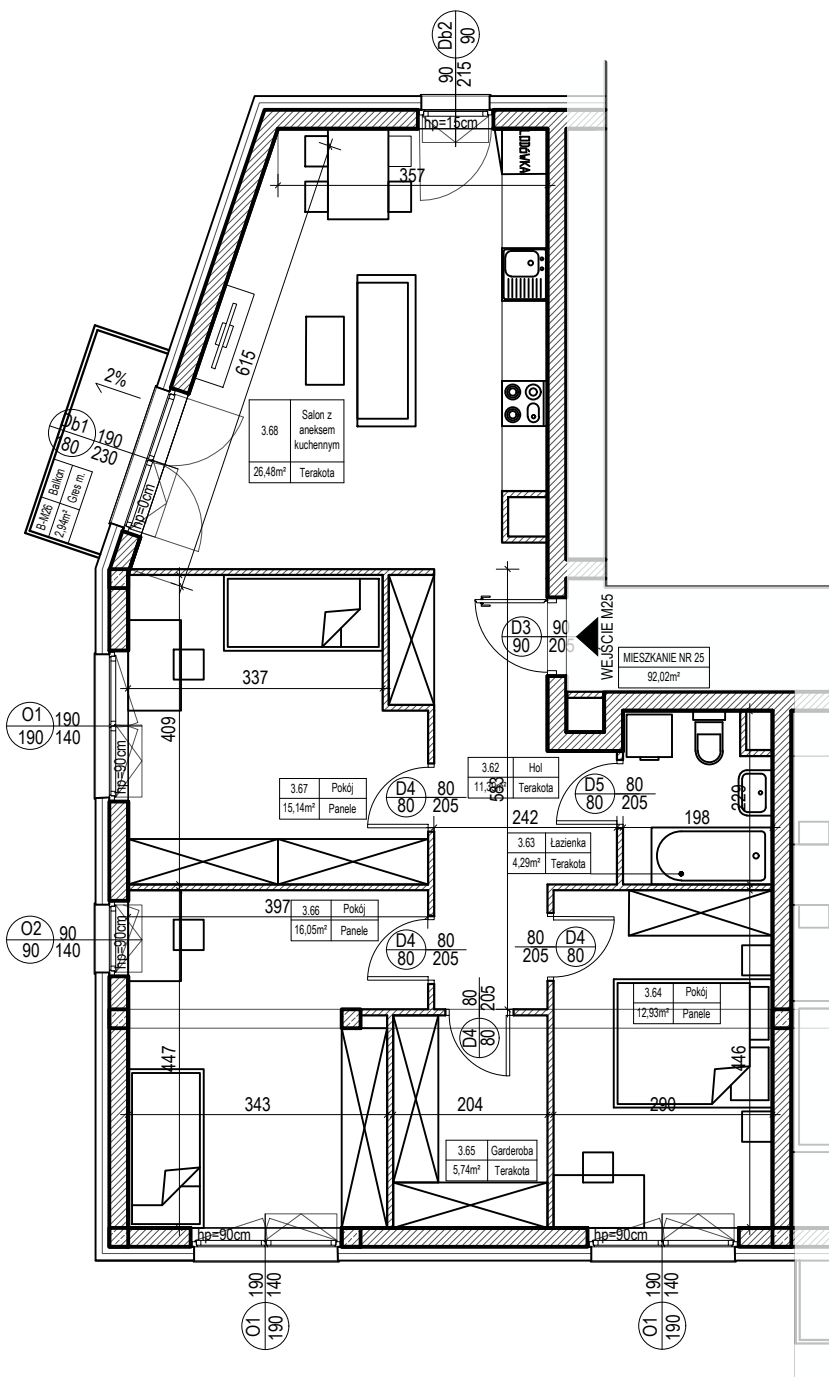 Db2
90
90
215
hp=15cm
LODÓWKA
357
615
2%
Db1
80
190
230
hp=0cm
B-M26
Balkon
2,94m²
Gres m.
3.68
Salon z
aneksem
kuchennym
26,48m²
Terakota
D3
90
90
205
WEJŚCIE M25
MIESZKANIE NR 25
92,02m²
337
409
O1
190
190
140
hp=90cm
3.67
Pokój
15,14m²
Panele
D4
80
80
205
3.62
Hol
Terakota
583
D5
80
80
205
242
198
229
3.63
Łazienka
4,29m²
Terakota
O2
90
90
140
hp=90cm
397
3.66
Pokój
16,05m²
Panele
D4
80
80
205
80
205
D4
80
80
205
D4
80
3.64
Pokój
12,93m²
Panele
447
446
343
204
290
3.65
Garderoba
5,74m²
Terakota
hp=90cm
hp=90cm
190
140
O1
190
190
140
O1
190